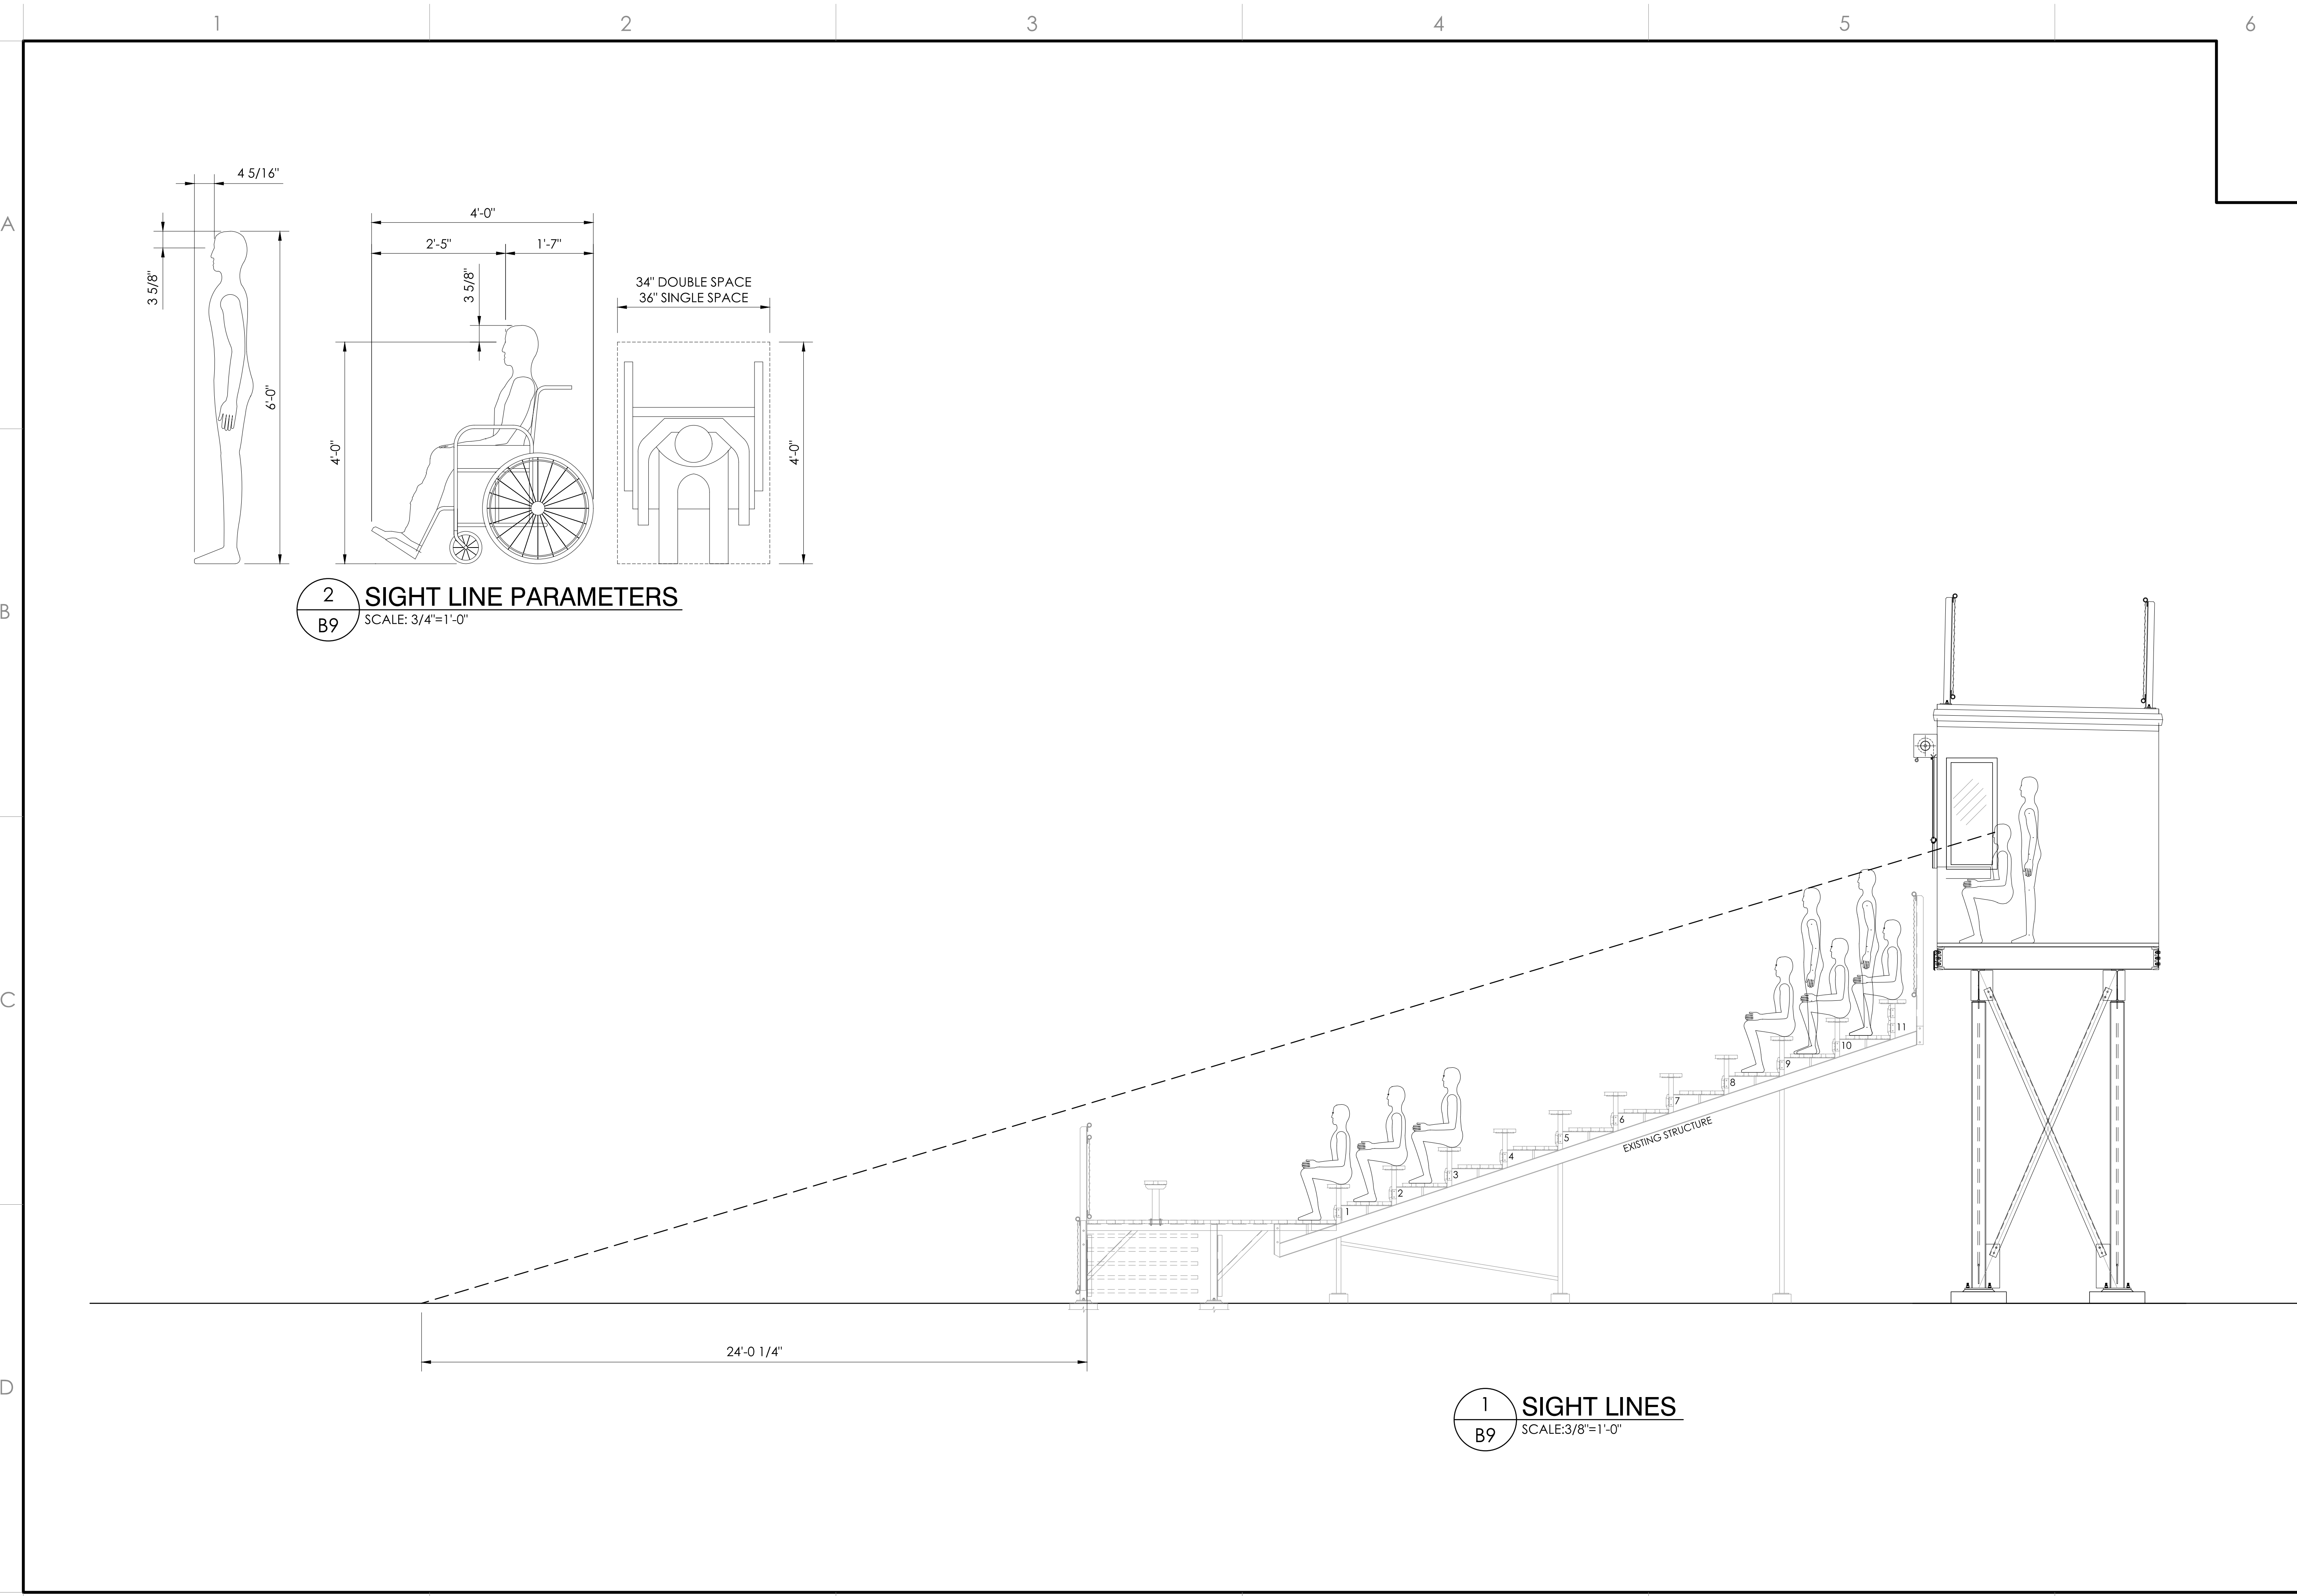 1 2 3 4 5 6
A
B
C
D
4 5/16"
3 5/8"
6'-0"
4'-0"
2'-5" 1'-7"
3 5/8"
4'-0"
34" DOUBLE SPACE
36" SINGLE SPACE
4'-0"
2
B9
SIGHT LINE PARAMETERS
SCALE: 3/4"=1'-0"
11
10
9
8
7
6
5
4
3
2
1
EXISTING STRUCTURE
24'-0 1/4"
1
B9
SIGHT LINES
SCALE:3/8"=1'-0"